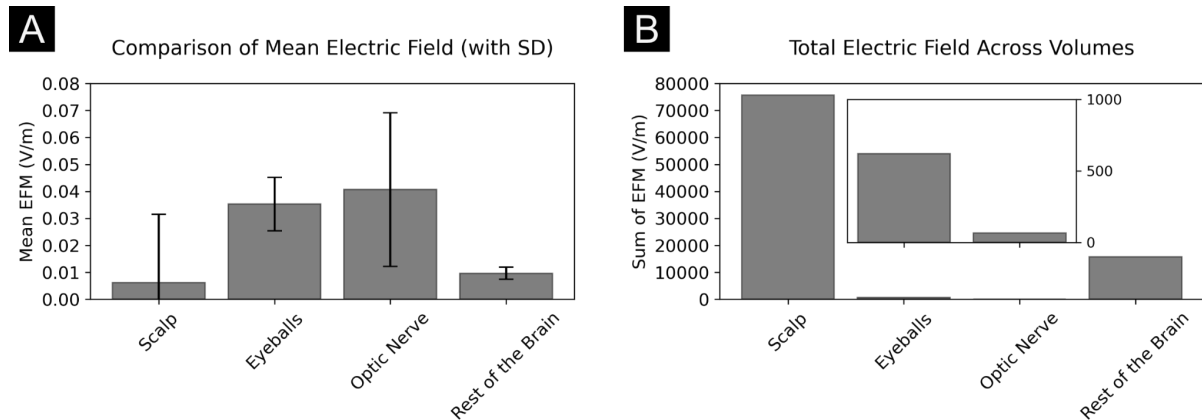 A
Comparison of Mean Electric Field (with SD)
Mean EFM (V/m)
0.08
0.07
0.06
0.05
0.04
0.03
0.02
0.01
0.00
Scalp
Eyeballs
Optic Nerve
Rest of the Brain
B
Total Electric Field Across Volumes
Sum of EFM (V/m)
80000
70000
60000
50000
40000
30000
20000
10000
0
1000
500
0
Scalp
Eyeballs
Optic Nerve
Rest of the Brain